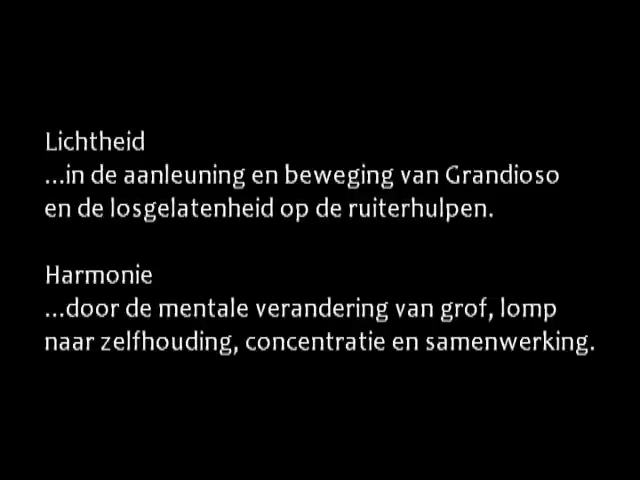 Lichtheid
...in de aanleuning en beweging van Grandioso
en de losgelatenheid op de ruiterhulpen.
Harmonie
...door de mentale verandering van grof, lomp
naar zelfhouding, concentratie en samenwerking.